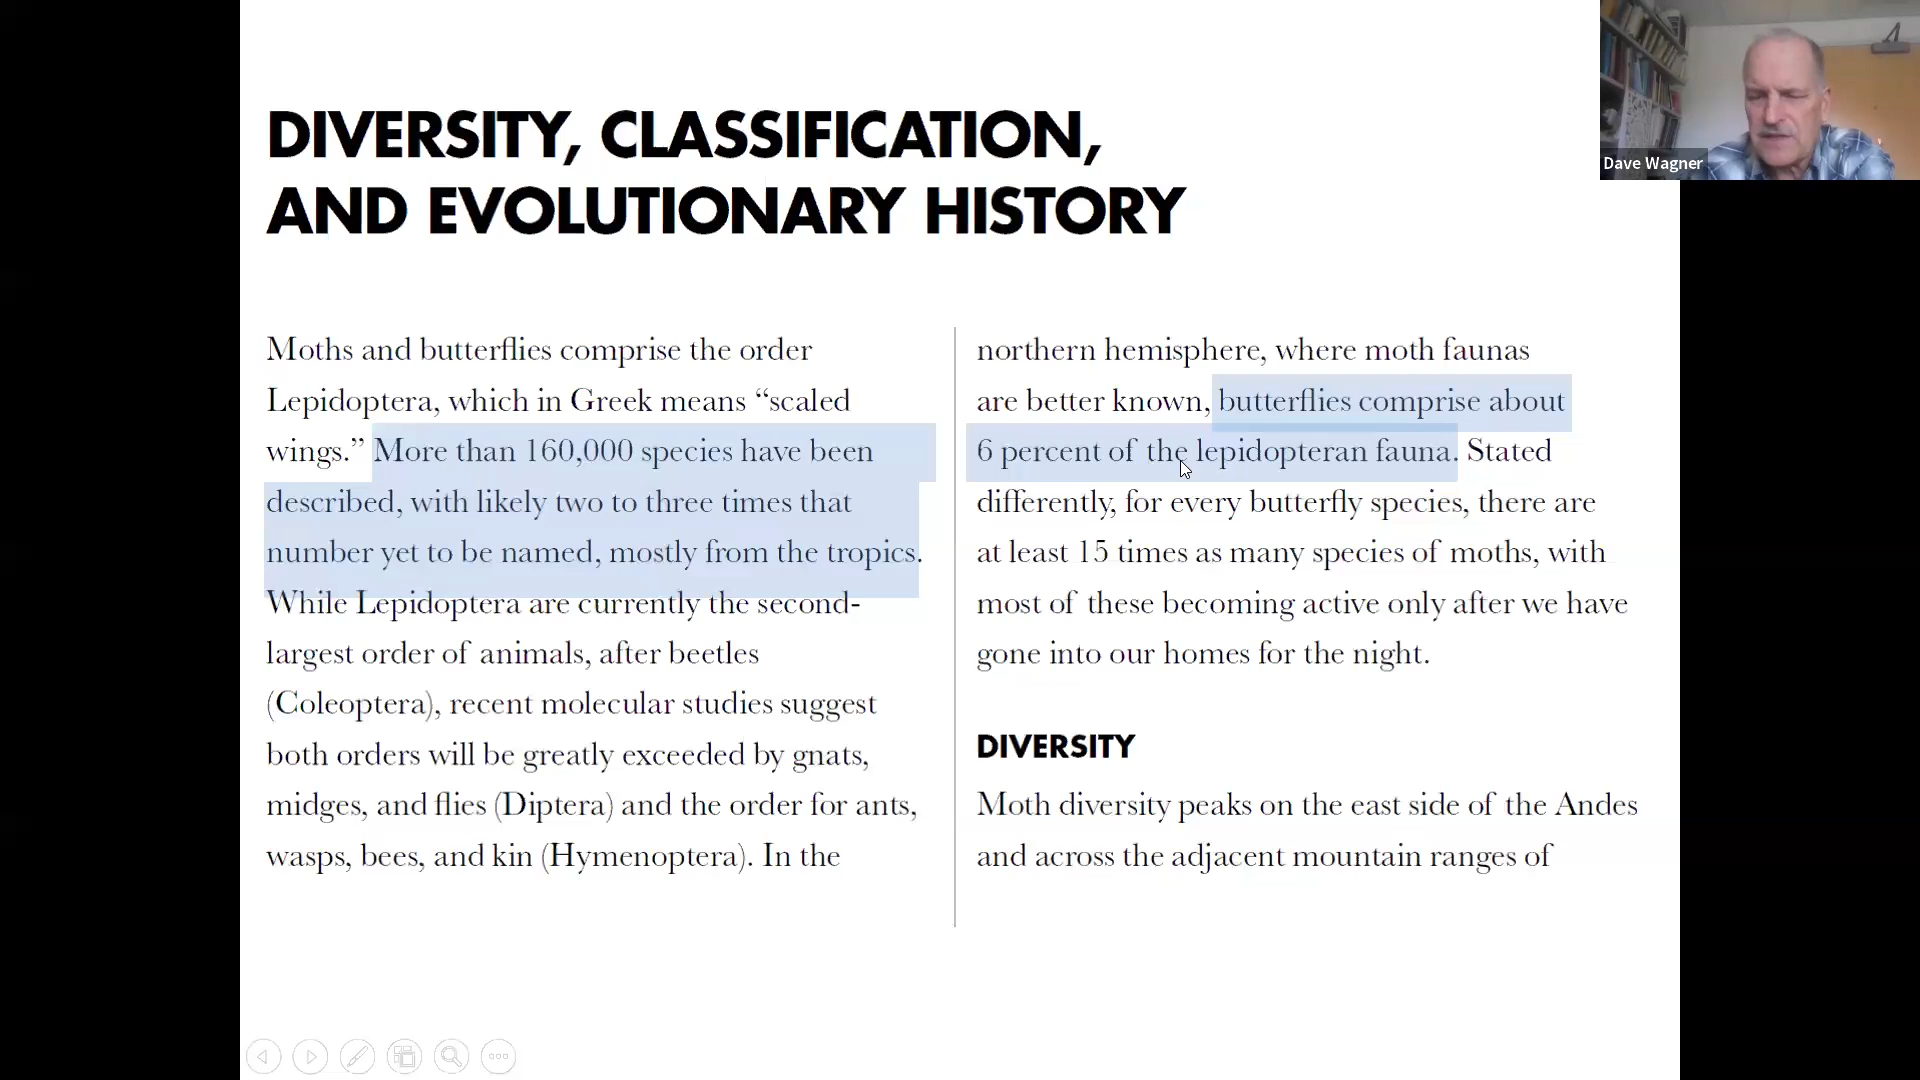 DIVERSITY, CLASSIFICATION,
AND EVOLUTIONARY HISTORY
Moths and butterflies comprise the order
Lepidoptera, which in Greek means “scaled
wings.” More than 160,000 species have been
described, with likely two to three times that
number yet to be named, mostly from the tropics.
While Lepidoptera are currently the second-
largest order of animals, after beetles
(Coleoptera), recent molecular studies suggest
both orders will be greatly exceeded by gnats,
midges, and flies (Diptera) and the order for ants,
wasps, bees, and kin (Hymenoptera). In the
northern hemisphere, where moth faunas
are better known, butterflies comprise about
6 percent of the lepidopteran fauna. Stated
differently, for every butterfly species, there are
at least 15 times as many species of moths, with
most of these becoming active only after we have
gone into our homes for the night.
DIVERSITY
Moth diversity peaks on the east side of the Andes
and across the adjacent mountain ranges of
Dave Wagner